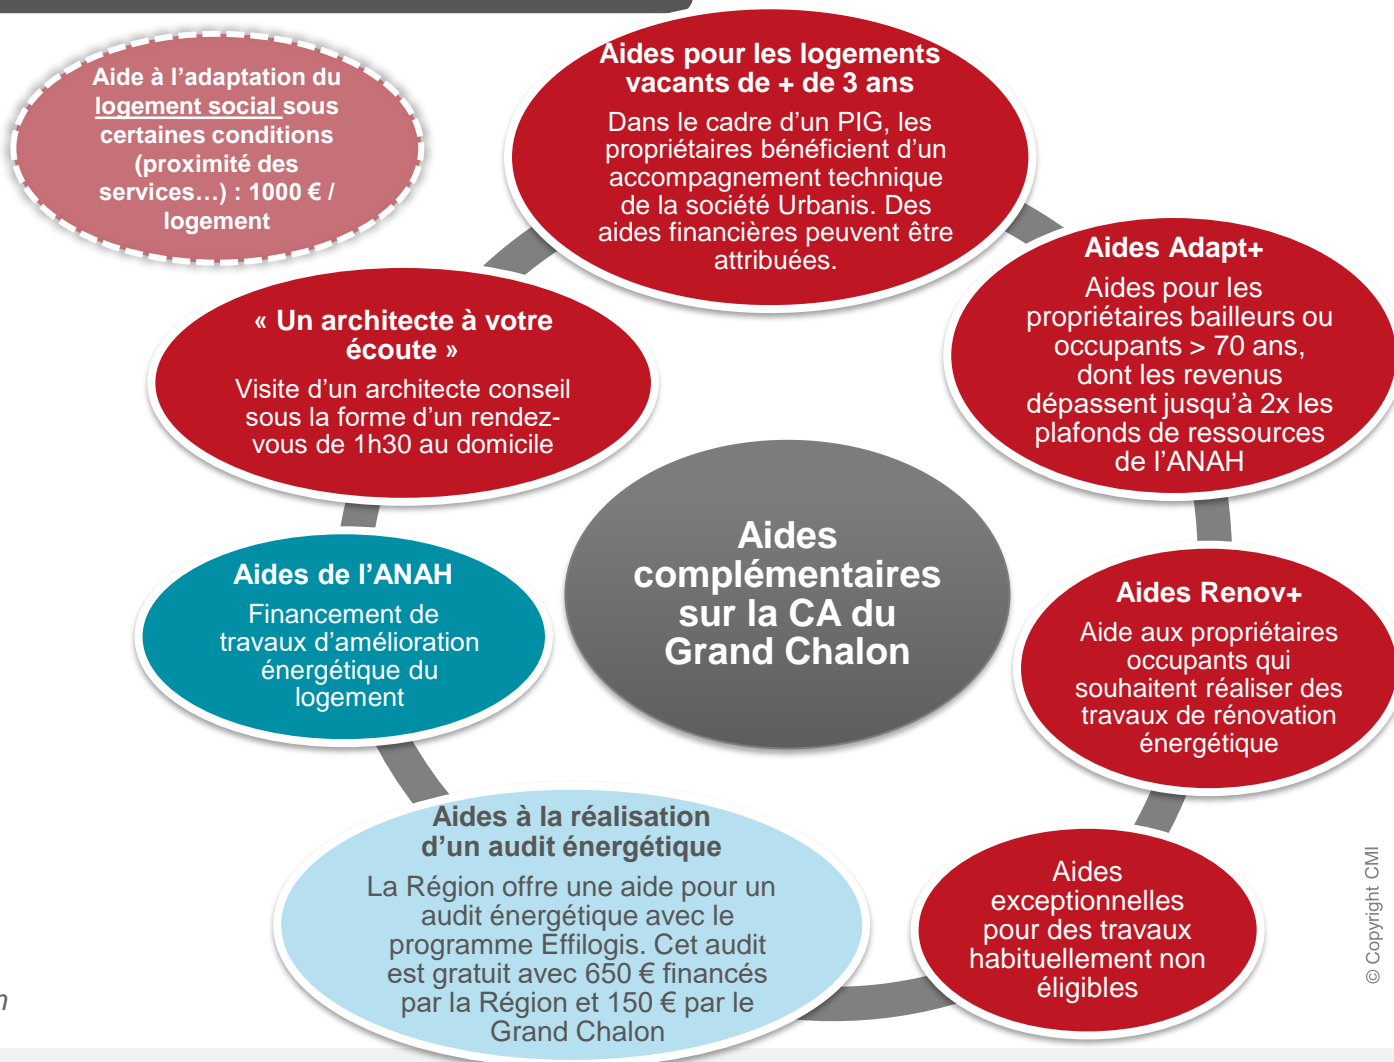 Aide à l’adaptation du
logement social sous
certaines conditions
(proximité des
services…) : 1000 € /
logement
Aides pour les logements
vacants de + de 3 ans
Dans le cadre d’un PIG, les
propriétaires bénéficient d’un
accompagnement technique
de la société Urbanis. Des
aides financières peuvent être
attribuées.
Aides Adapt+
Aides pour les
propriétaires bailleurs ou
occupants > 70 ans,
dont les revenus
dépassent jusqu’à 2x les
plafonds de ressources
de l’ANAH
« Un architecte à votre
écoute »
Visite d’un architecte conseil
sous la forme d’un rendez-
vous de 1h30 au domicile
Aides
complémentaires
sur la CA du
Grand Chalon
Aides de l’ANAH
Financement de
travaux d’amélioration
énergétique du
logement
Aides Renov+
Aide aux propriétaires
occupants qui
souhaitent réaliser des
travaux de rénovation
énergétique
Aides à la réalisation
d’un audit énergétique
La Région offre une aide pour un
audit énergétique avec le
programme Effilogis. Cet audit
est gratuit avec 650 € financés
par la Région et 150 € par le
Grand Chalon
Aides
exceptionnelles
pour des travaux
habituellement non
éligibles
© Copyright CMI